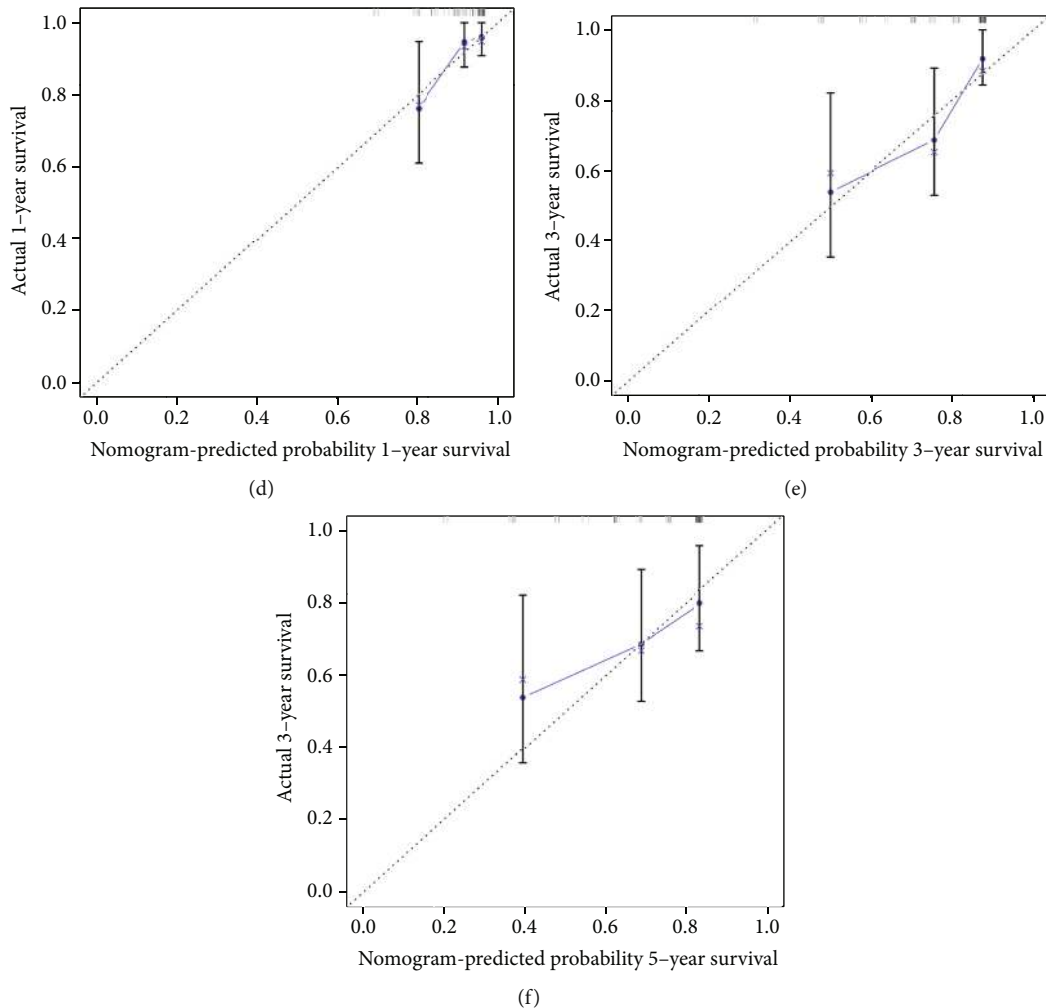 1.0
0.8
0.6
0.4
0.2
0.0
Actual 1–year survival
0.0 0.2 0.4 0.6 0.8 1.0
Nomogram-predicted probability 1–year survival
(d)
1.0
0.8
0.6
0.4
0.2
0.0
Actual 3–year survival
0.0 0.2 0.4 0.6 0.8 1.0
Nomogram-predicted probability 3–year survival
(e)
1.0
0.8
0.6
0.4
0.2
0.0
Actual 3–year survival
0.0 0.2 0.4 0.6 0.8 1.0
Nomogram-predicted probability 5–year survival
(f)